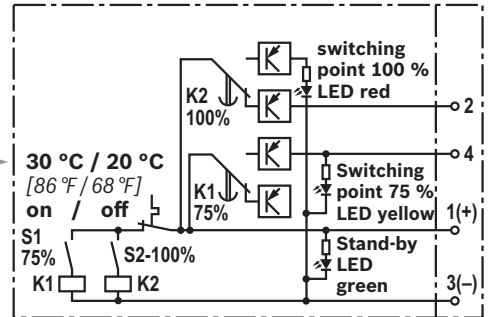 switching
point 100 %
LED red
K2
100%
2
4
30 °C / 20 °C
[86 °F / 68 °F]
on / off
K1
75%
Switching
point 75 %
LED yellow
1(+)
S1
75%
S2-100%
Stand-by
LED
green
K1
K2
3(–)